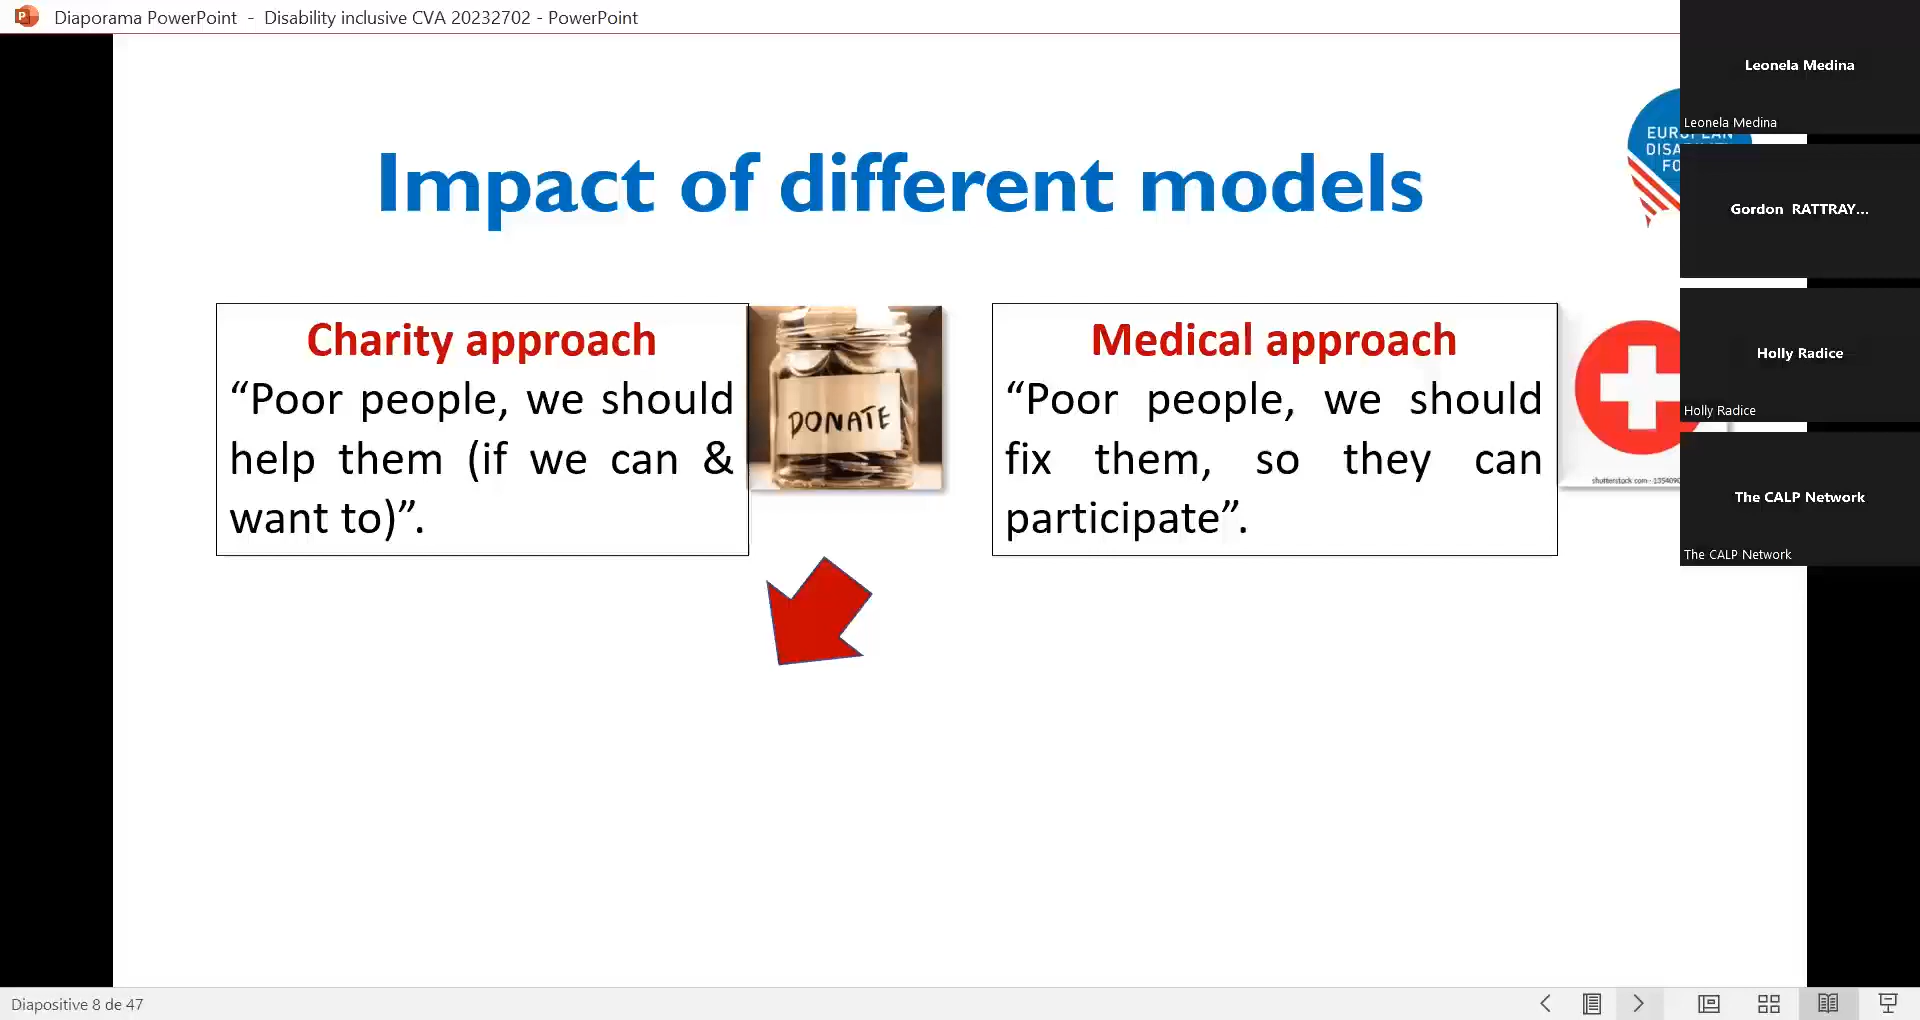 Diaporama PowerPoint - Disability inclusive CVA 20232702 - PowerPoint
Leonela Medina
Leonela Medina
Impact of different models
Gordon RATTRAY...
Charity approach
“Poor people, we should
help them (if we can &
want to)”.
DONATE
Medical approach
“Poor people, we should
fix them, so they can
participate”.
shutterstock.com
Holly Radice
Holly Radice
The CALP Network
The CALP Network
Diapositive 8 de 47